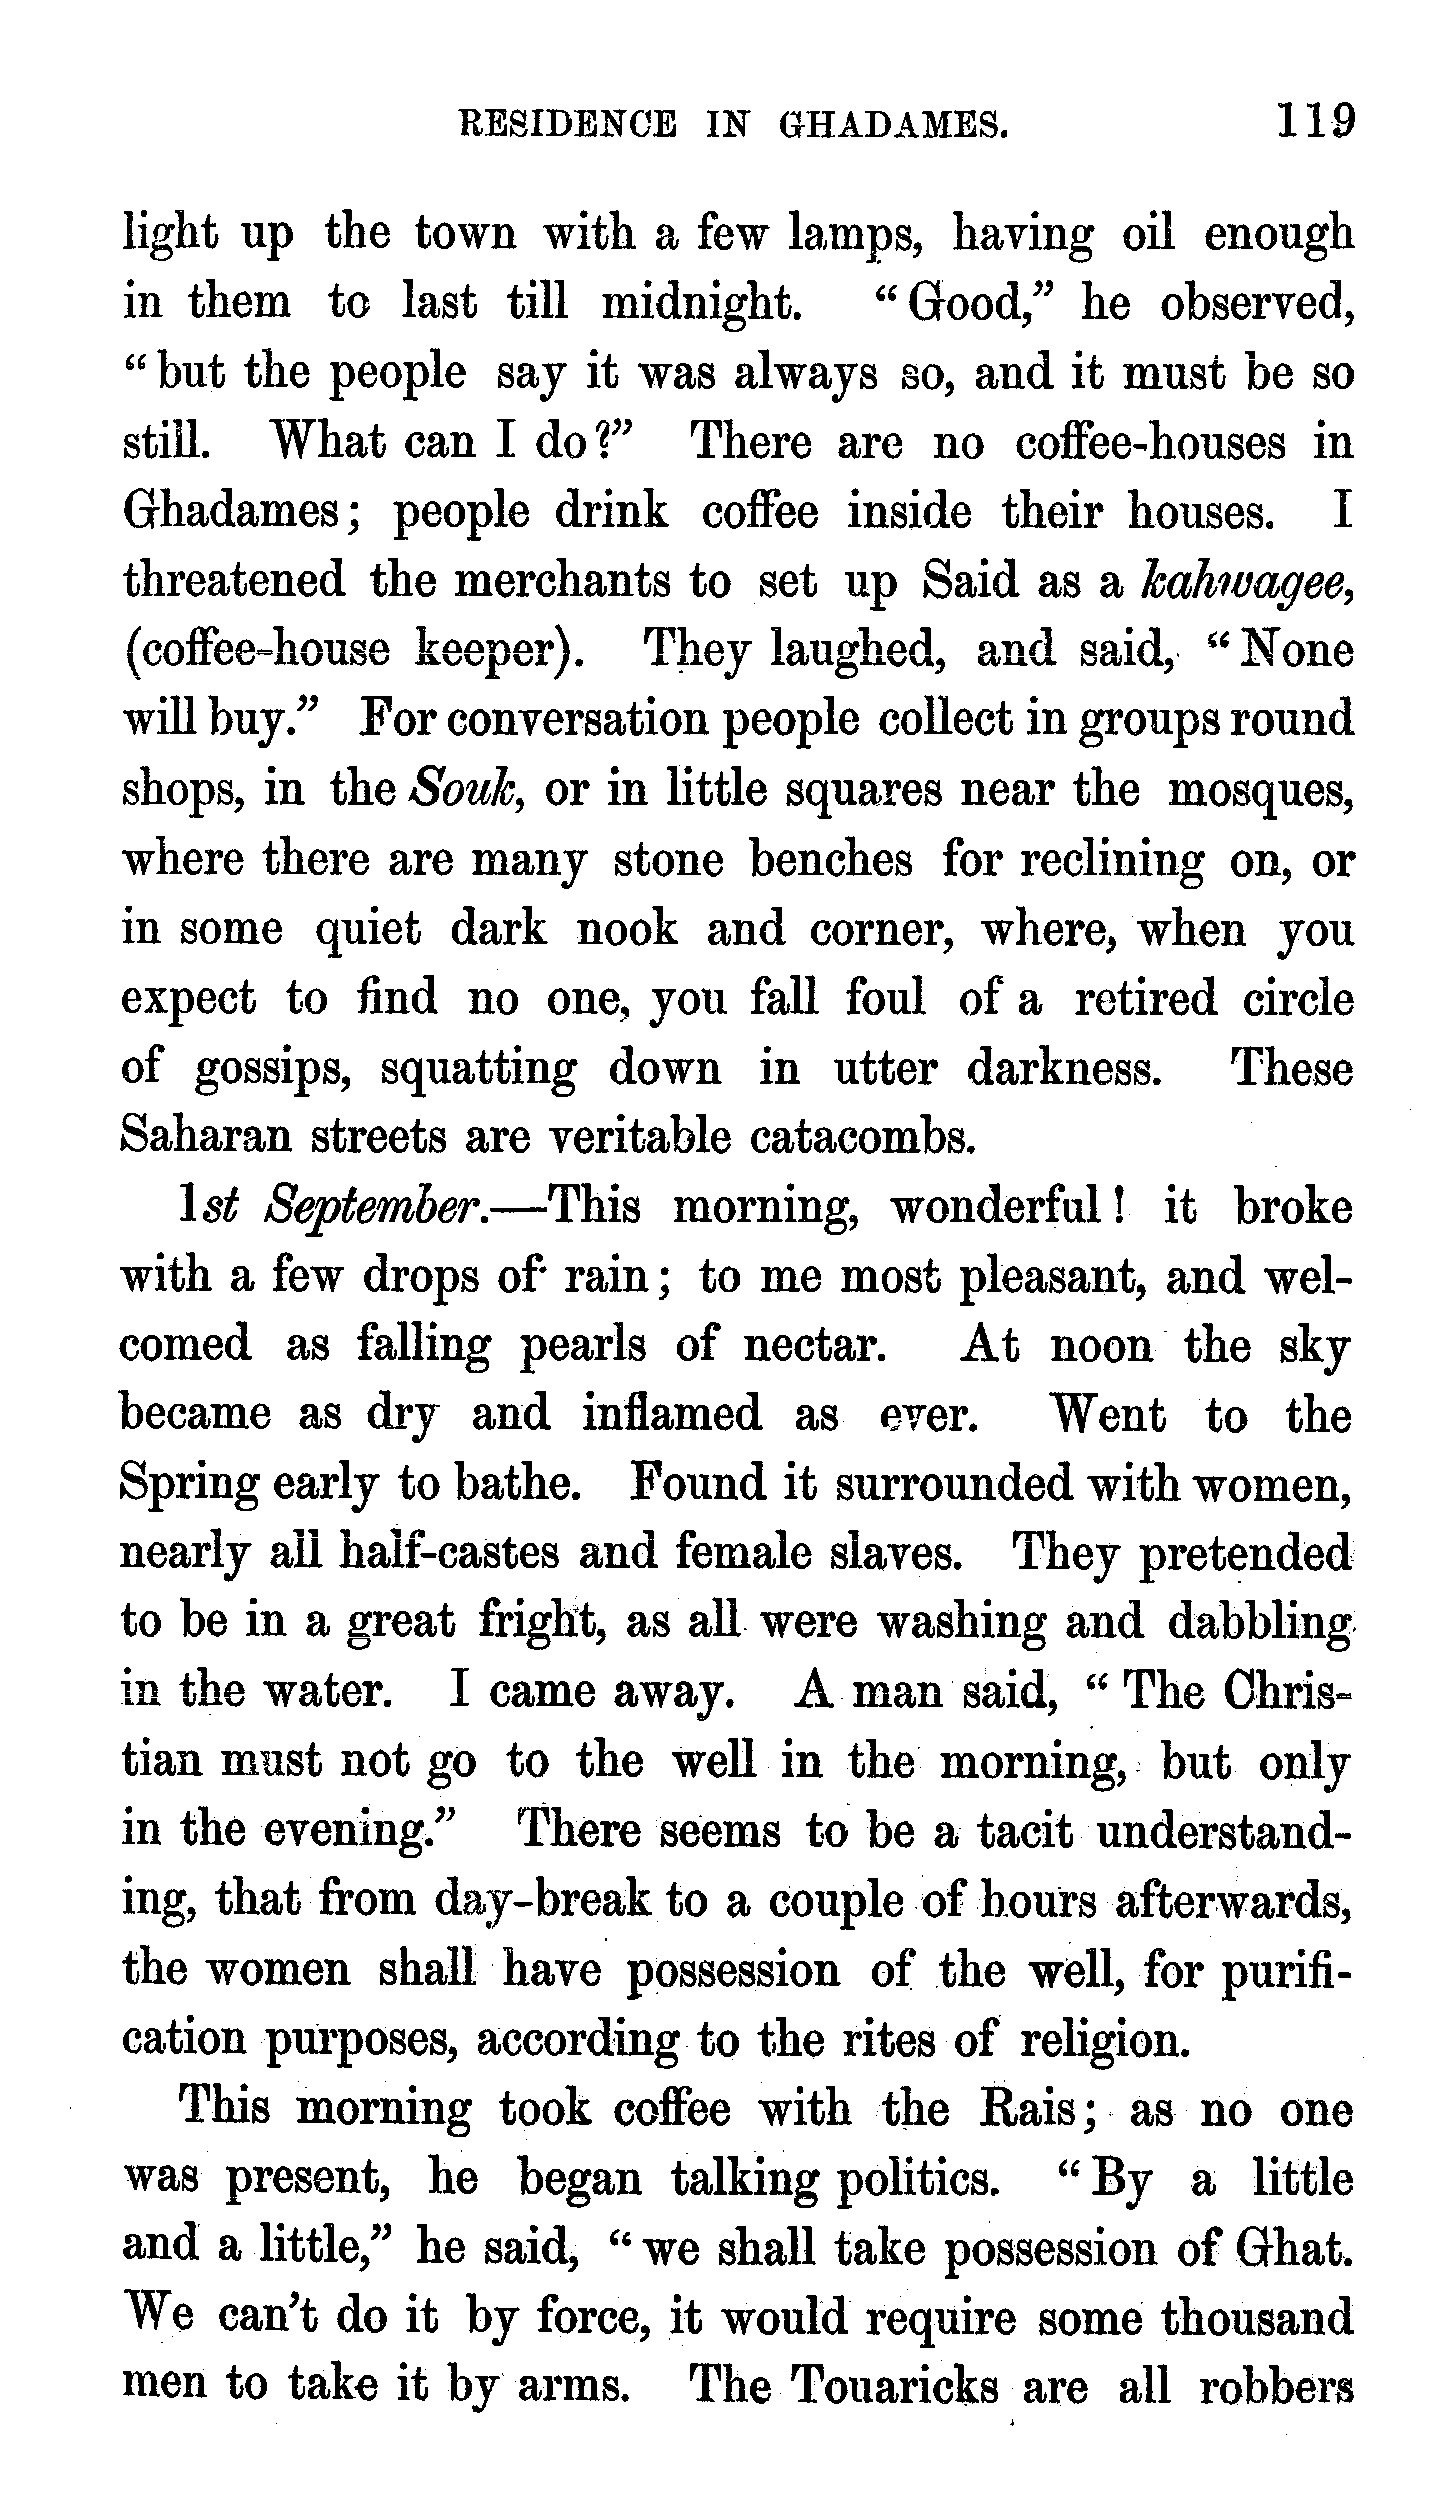 RESIDENCE IN GHADAMES. 119
light up the town with a few lamps, having oil enough
in them to last till midnight. "Good," he observed,
"but the people say it was always so, and it must be so
still. What can I do?" There are no coffee-houses in
Ghadames; people drink coffee inside their houses. I
threatened the merchants to set up Said as a kahwagee,
(coffee-house keeper). They laughed, and said, "None
will buy." For conversation people collect in groups round
shops, in the Souk, or in little squares near the mosques,
where there are many stone benches for reclining on, or
in some quiet dark nook and corner, where, when you
expect to find no one, you fall foul of a retired circle
of gossips, squatting down in utter darkness. These
Saharan streets are veritable catacombs.
1st September.—This morning, wonderful! it broke
with a few drops of rain; to me most pleasant, and wel-
comed as falling pearls of nectar. At noon the sky
became as dry and inflamed as ever. Went to the
Spring early to bathe. Found it surrounded with women,
nearly all half-castes and female slaves. They pretended
to be in a great fright, as all were washing and dabbling
in the water. I came away. A man said, "The Chris-
tian must not go to the well in the morning, but only
in the evening." There seems to be a tacit understand-
ing, that from day-break to a couple of hours afterwards,
the women shall have possession of the well, for purifi-
cation purposes, according to the rites of religion.
This morning took coffee with the Rais; as no one
was present, he began talking politics. "By a little
and a little," he said, "we shall take possession of Ghat.
We can't do it by force, it would require some thousand
men to take it by arms. The Touaricks are all robbers